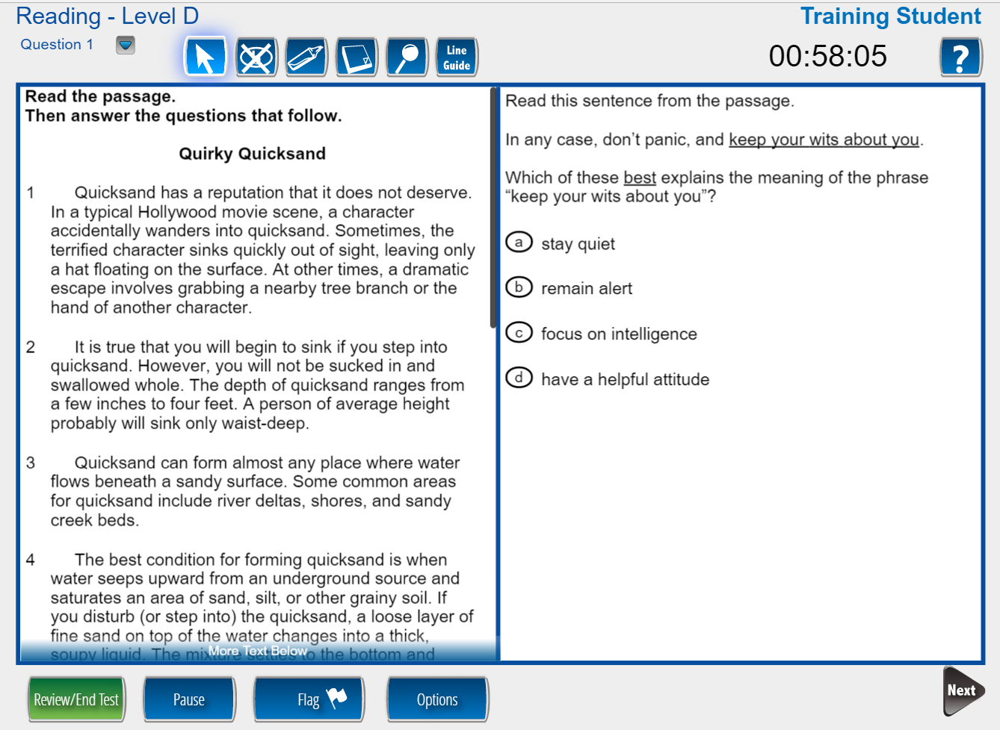 Reading - Level D
Training Student
Question 1
Line
Guide
00:58:05
?
Read the passage.
Then answer the questions that follow.
Quirky Quicksand
1 Quicksand has a reputation that it does not deserve.
In a typical Hollywood movie scene, a character
accidentally wanders into quicksand. Sometimes, the
terrified character sinks quickly out of sight, leaving only
a hat floating on the surface. At other times, a dramatic
escape involves grabbing a nearby tree branch or the
hand of another character.
2 It is true that you will begin to sink if you step into
quicksand. However, you will not be sucked in and
swallowed whole. The depth of quicksand ranges from
a few inches to four feet. A person of average height
probably will sink only waist-deep.
3 Quicksand can form almost any place where water
flows beneath a sandy surface. Some common areas
for quicksand include river deltas, shores, and sandy
creek beds.
4 The best condition for forming quicksand is when
water seeps upward from an underground source and
saturates an area of sand, silt, or other grainy soil. If
you disturb (or step into) the quicksand, a loose layer of
fine sand on top of the water changes into a thick,
soupy liquid. The mixture settles to the bottom and
More Text Below
Read this sentence from the passage.
In any case, don’t panic, and keep your wits about you.
Which of these best explains the meaning of the phrase
“keep your wits about you”?
a stay quiet
b remain alert
c focus on intelligence
d have a helpful attitude
Review/End Test
Pause
Flag
Options
Next